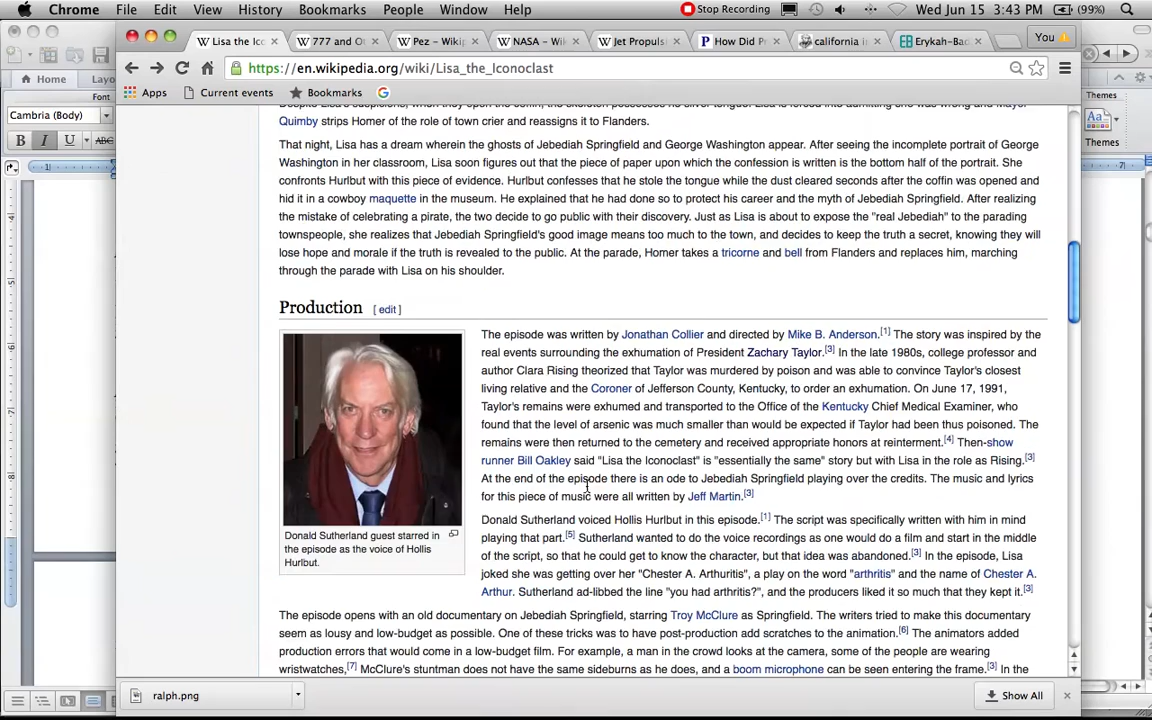 Chrome File Edit View History Bookmarks People Window Help Stop Recording (99%) Wed Jun 15 3:43 PM
Lisa the Ic 777 and O Pez – Wiki NASA – Wi Jet Propul How Did P california i Erykah-Bad You
https://en.wikipedia.org/wiki/Lisa_the_Iconoclast
Home Layo
Apps Current events Bookmarks
Font
Themes
Cambria (Body)
Aa
B I U ABC
Themes
Quimby strips Homer of the role of town crier and reassigns it to Flanders.
That night, Lisa has a dream wherein the ghosts of Jebediah Springfield and George Washington appear. After seeing the incomplete portrait of George
Washington in her classroom, Lisa soon figures out that the piece of paper upon which the confession is written is the bottom half of the portrait. She
confronts Hurlbut with this piece of evidence. Hurlbut confesses that he stole the tongue while the dust cleared seconds after the coffin was opened and
hid it in a cowboy maquette in the museum. He explained that he had done so to protect his career and the myth of Jebediah Springfield. After realizing
the mistake of celebrating a pirate, the two decide to go public with their discovery. Just as Lisa is about to expose the "real Jebediah" to the parading
townspeople, she realizes that Jebediah Springfield's good image means too much to the town, and decides to keep the truth a secret, knowing they will
lose hope and morale if the truth is revealed to the public. At the parade, Homer takes a tricorne and bell from Flanders and replaces him, marching
through the parade with Lisa on his shoulder.
Production [ edit ]
The episode was written by Jonathan Collier and directed by Mike B. Anderson.[1] The story was inspired by the
real events surrounding the exhumation of President Zachary Taylor.[3] In the late 1980s, college professor and
author Clara Rising theorized that Taylor was murdered by poison and was able to convince Taylor's closest
living relative and the Coroner of Jefferson County, Kentucky, to order an exhumation. On June 17, 1991,
Taylor's remains were exhumed and transported to the Office of the Kentucky Chief Medical Examiner, who
found that the level of arsenic was much smaller than would be expected if Taylor had been thus poisoned. The
remains were then returned to the cemetery and received appropriate honors at reinterment.[4] Then-show
runner Bill Oakley said "Lisa the Iconoclast" is "essentially the same" story but with Lisa in the role as Rising.[3]
At the end of the episode there is an ode to Jebediah Springfield playing over the credits. The music and lyrics
for this piece of music were all written by Jeff Martin.[3]
Donald Sutherland guest starred in
the episode as the voice of Hollis
Hurlbut.
Donald Sutherland voiced Hollis Hurlbut in this episode.[1] The script was specifically written with him in mind
playing that part.[5] Sutherland wanted to do the voice recordings as one would do a film and start in the middle
of the script, so that he could get to know the character, but that idea was abandoned.[3] In the episode, Lisa
joked she was getting over her "Chester A. Arthuritis", a play on the word "arthritis" and the name of Chester A.
Arthur. Sutherland ad-libbed the line "you had arthritis?", and the producers liked it so much that they kept it.[3]
The episode opens with an old documentary on Jebediah Springfield, starring Troy McClure as Springfield. The writers tried to make this documentary
seem as lousy and low-budget as possible. One of these tricks was to have post-production add scratches to the animation.[6] The animators added
production errors that would come in a low-budget film. For example, a man in the crowd looks at the camera, some of the people are wearing
wristwatches,[7] McClure's stuntman does not have the same sideburns as he does, and a boom microphone can be seen entering the frame.[3] In the
ralph.png Show All